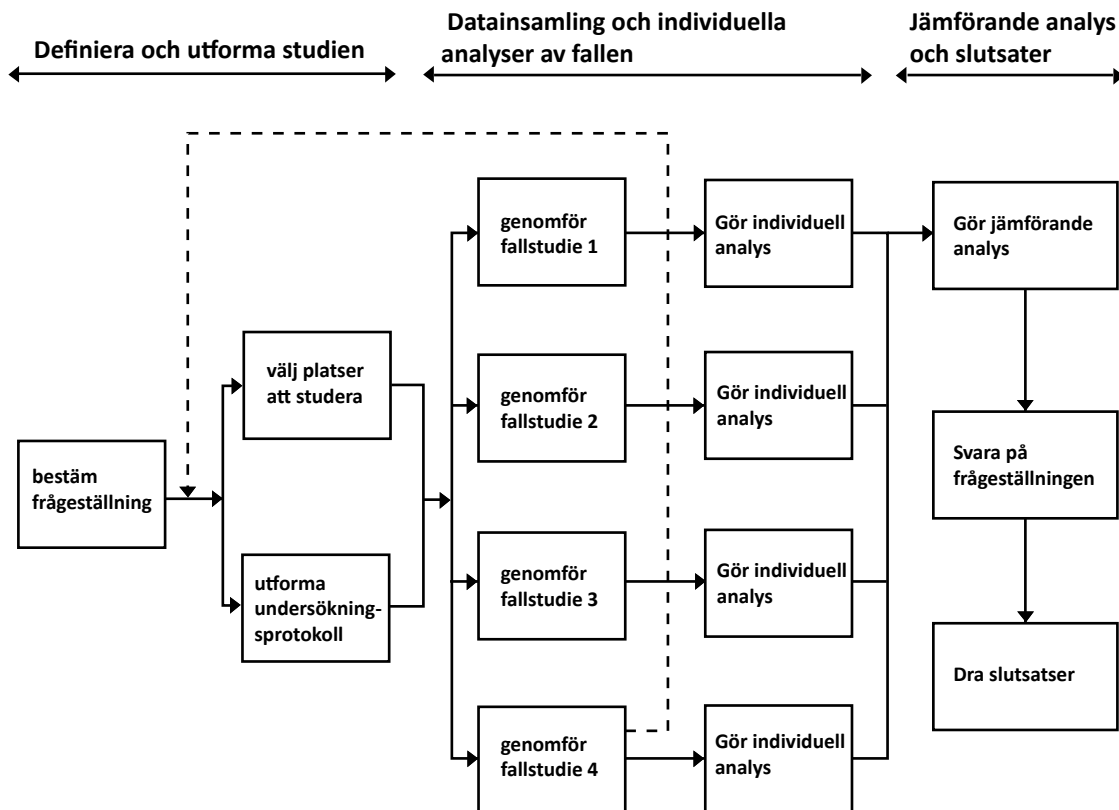 Definiera och utforma studien
Datainsamling och individuella
analyser av fallen
Jämförande analys
och slutsater
bestäm
frågeställning
välj platser
att studera
utforma
undersökning-
sprotokoll
genomför
fallstudie 1
Gör individuell
analys
genomför
fallstudie 2
Gör individuell
analys
genomför
fallstudie 3
Gör individuell
analys
genomför
fallstudie 4
Gör individuell
analys
Gör jämförande
analys
Svara på
frågeställningen
Dra slutsatser